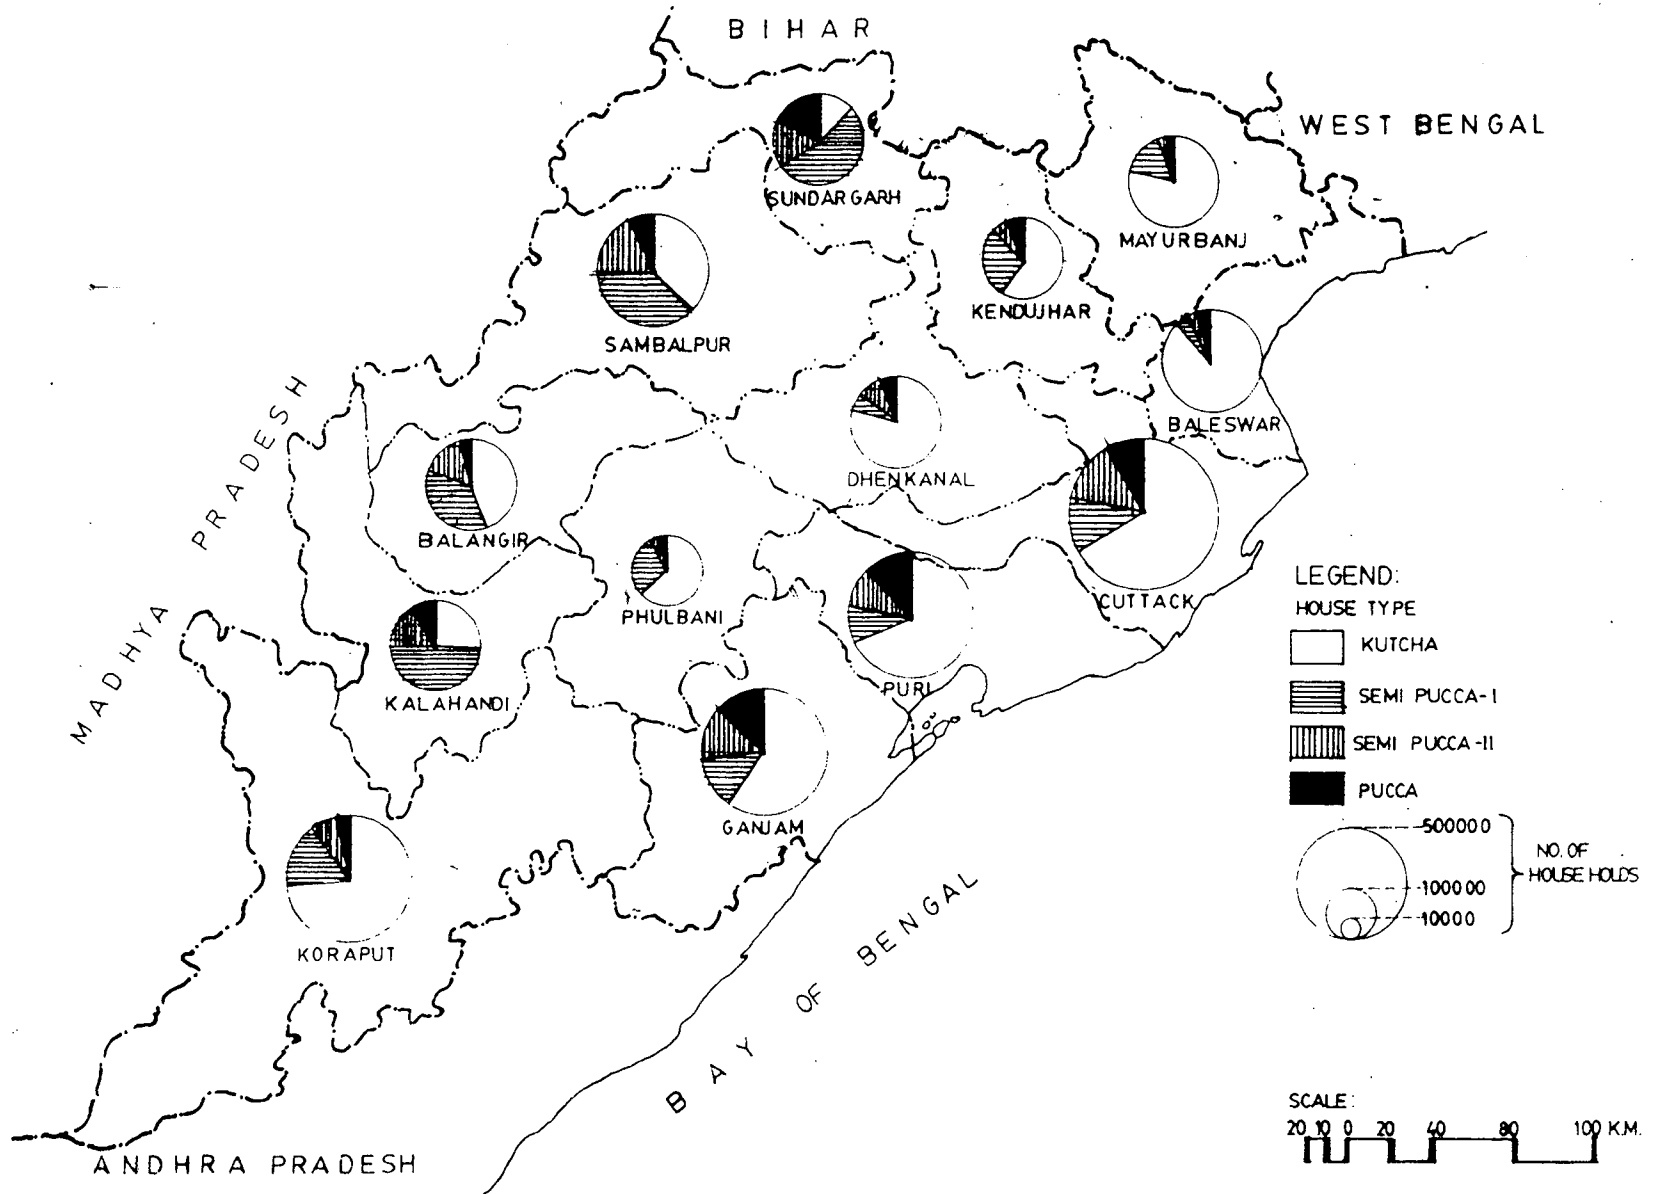 BIHAR
WEST BENGAL
SUNDARGARH
MAYURBANJ
KENDUJHAR
SAMBALPUR
BALESWAR
DHENKANAL
BALANGIR
MADHYA PRADESH
CUTTACK
PHULBANI
PURI
KALAHANDI
GANJAM
KORAPUT
BAY OF BENGAL
ANDHRA PRADESH
LEGEND:
HOUSE TYPE
KUTCHA
SEMI PUCCA-I
SEMI PUCCA-II
PUCCA
500000
100000
10000
NO. OF
HOUSE HOLDS
SCALE:
20 10 0 20 40 80 100 K.M.